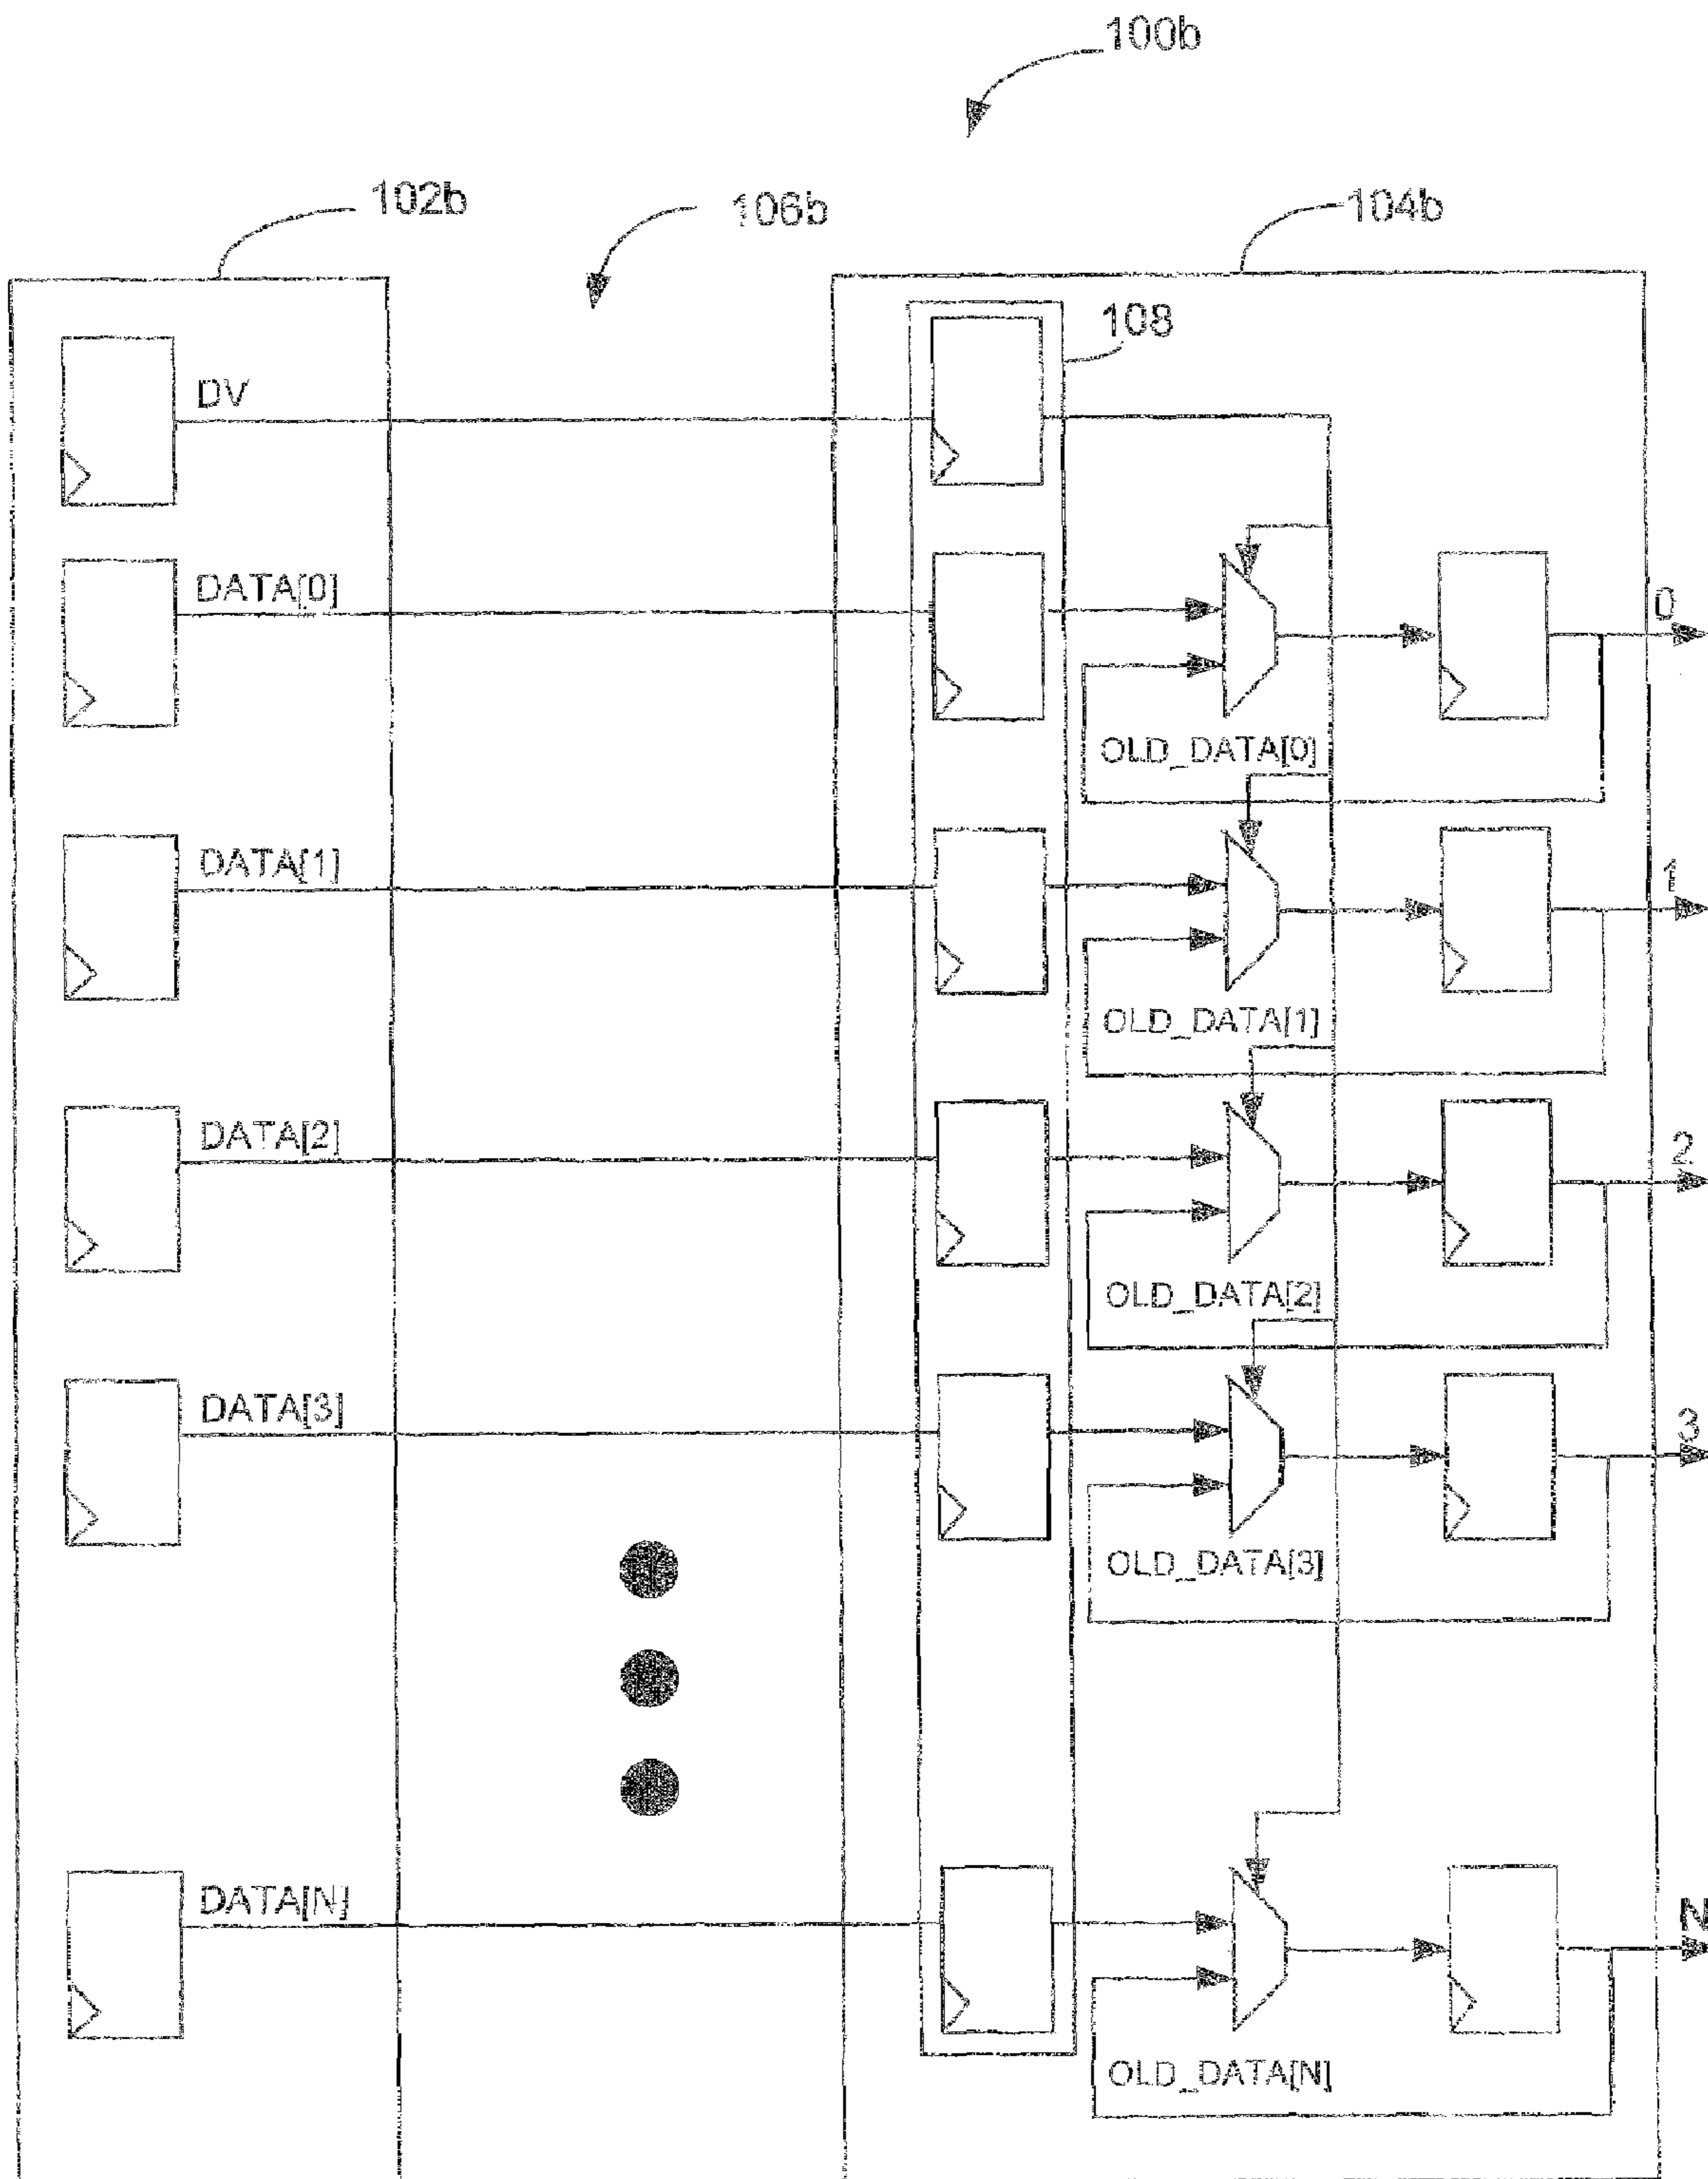 100b
102b
106b
104b
108
DV
DATA[0]
0
OLD_DATA[0]
DATA[1]
1
OLD_DATA[1]
DATA[2]
2
OLD_DATA[2]
DATA[3]
3
OLD_DATA[3]
DATA[N]
N
OLD_DATA[N]